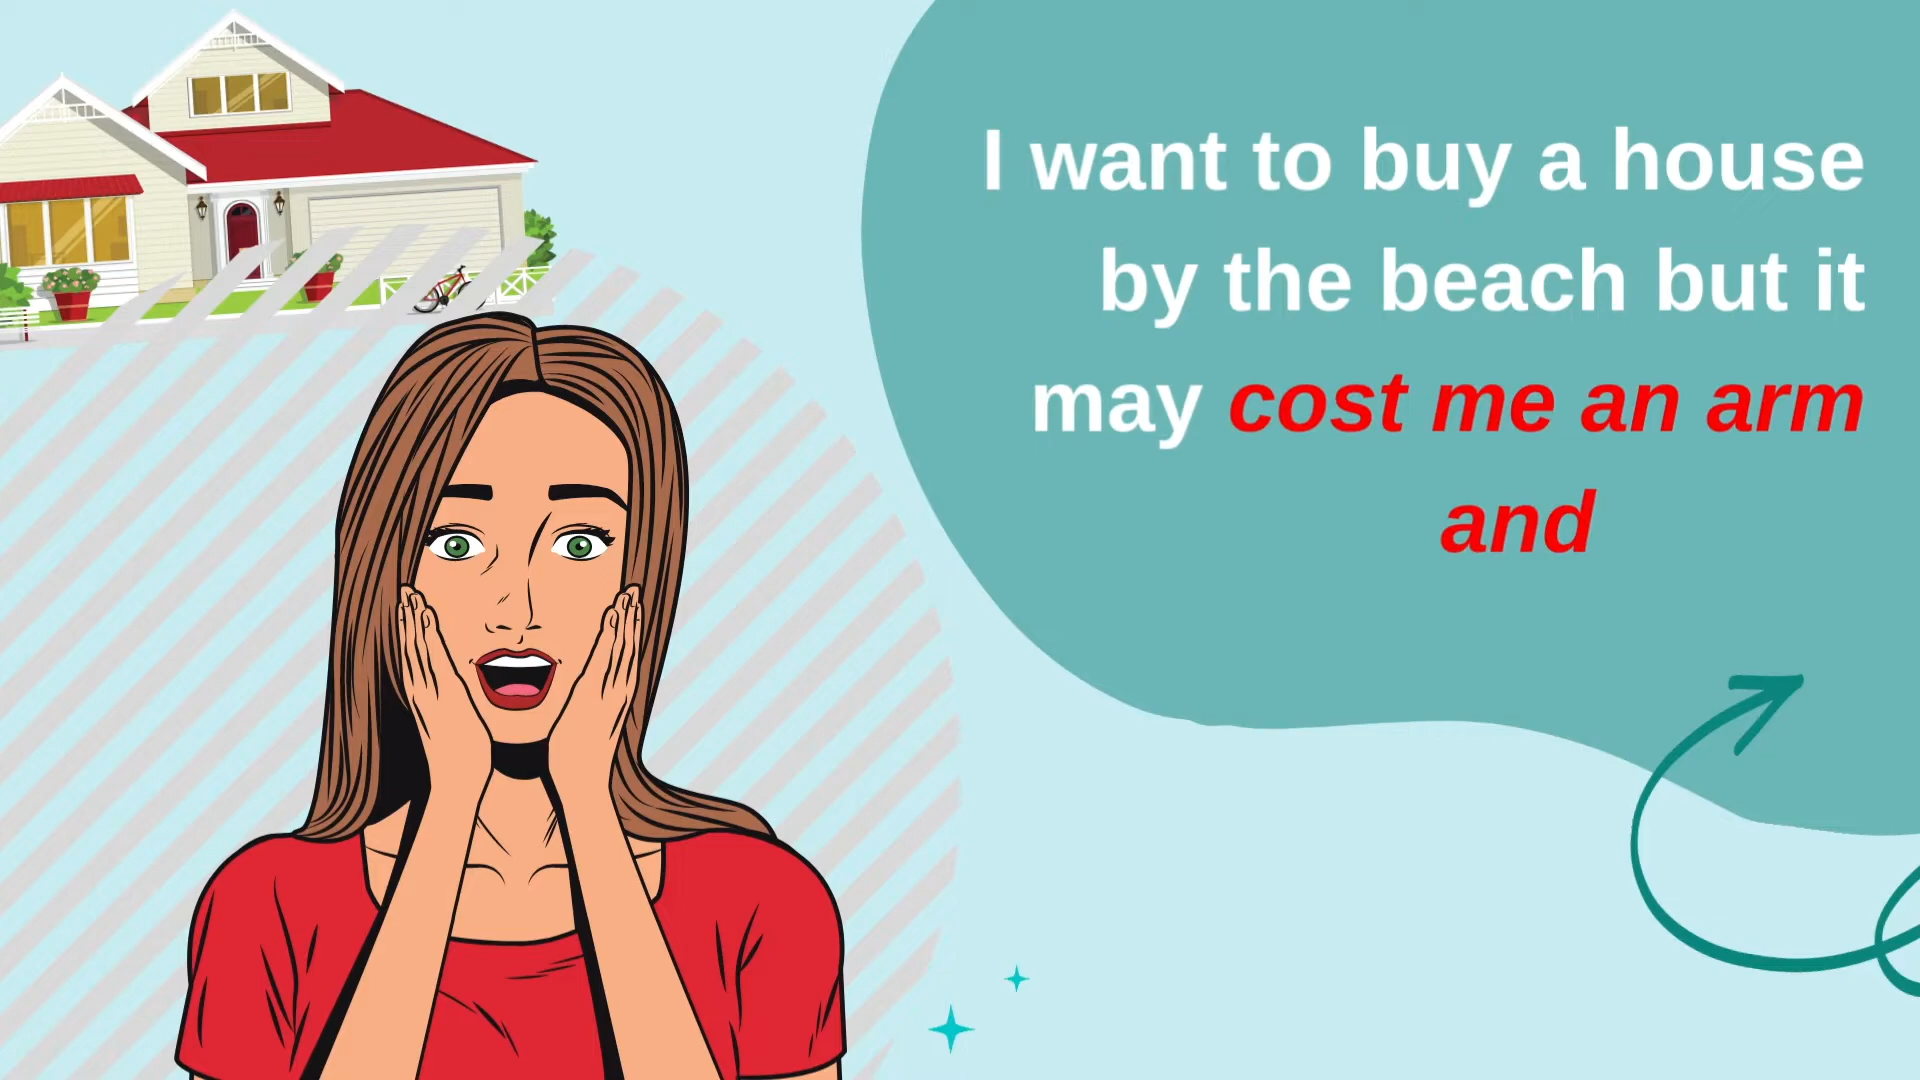 I want to buy a house
by the beach but it
may cost me an arm
and